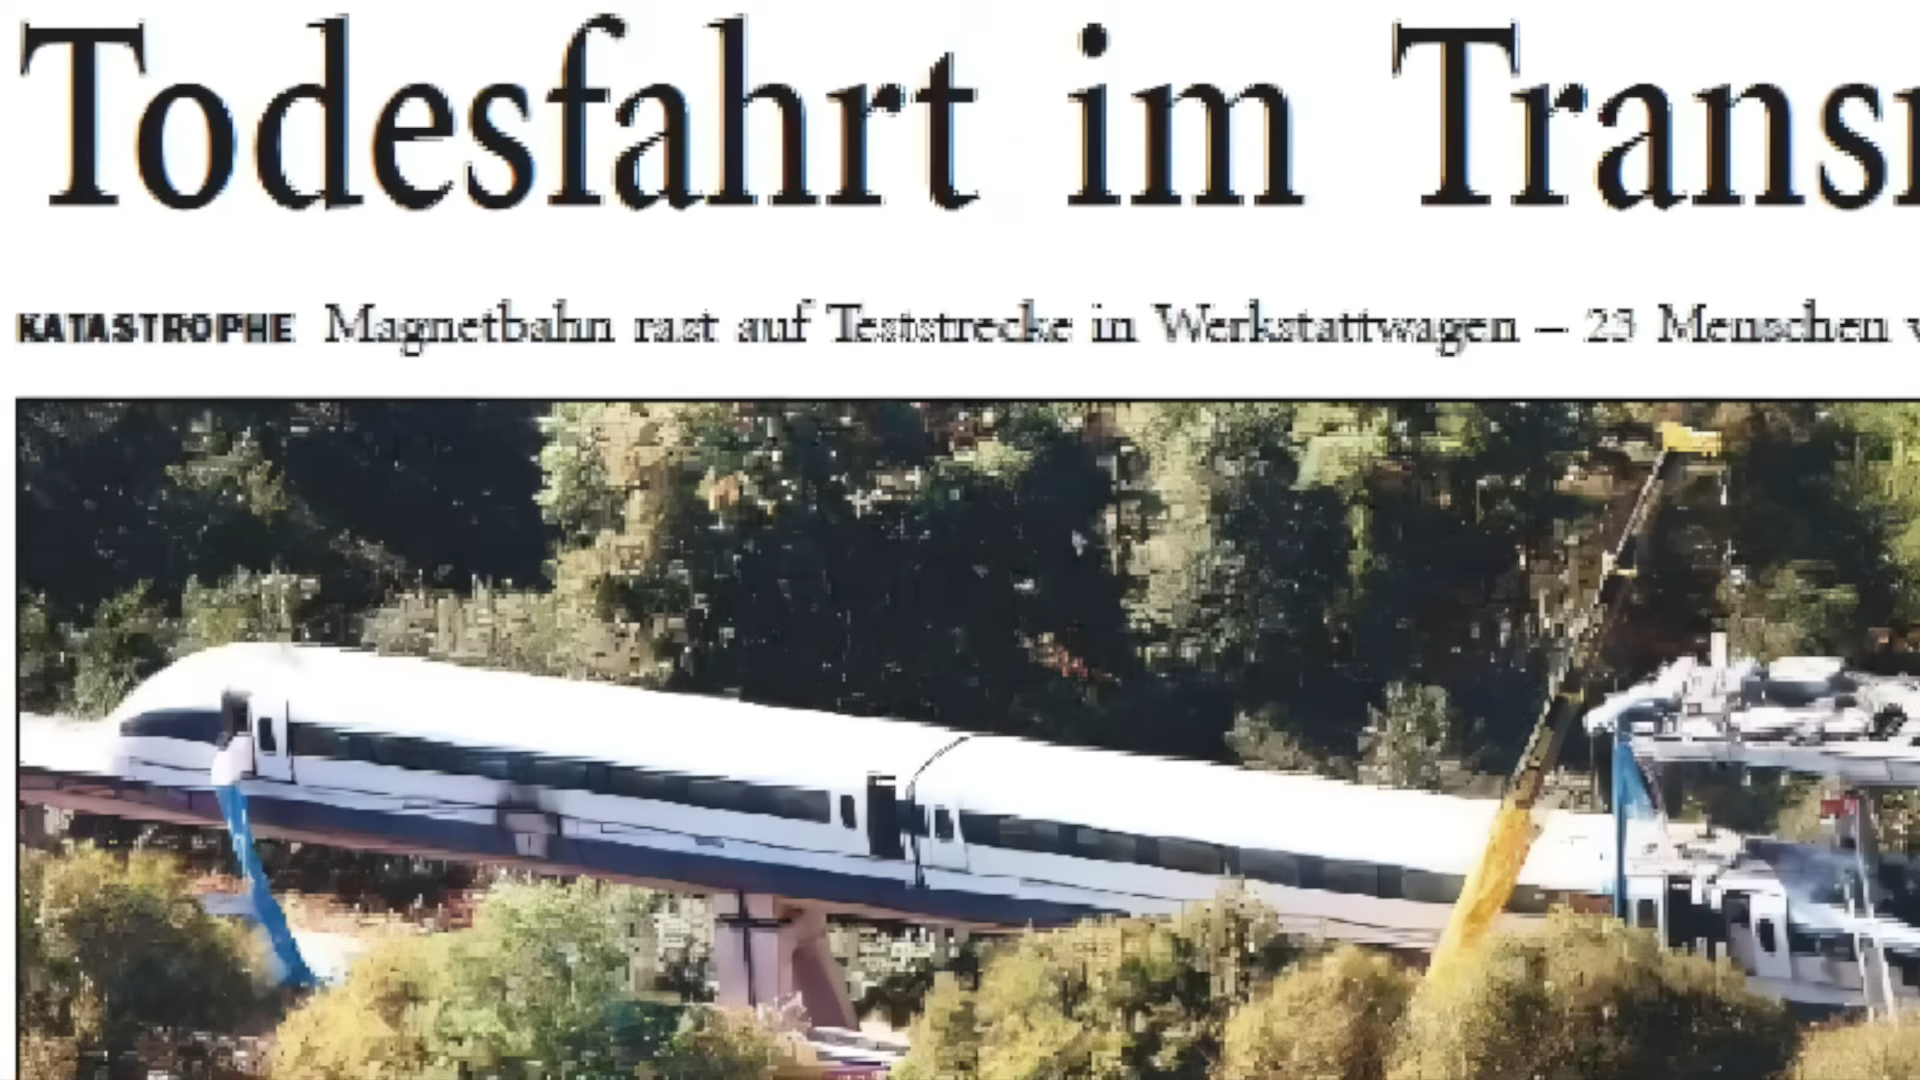 Todesfahrt im Trans
KATASTROPHE Magnetbahn rast auf Teststrecke in Werkstattwagen – 23 Menschen v